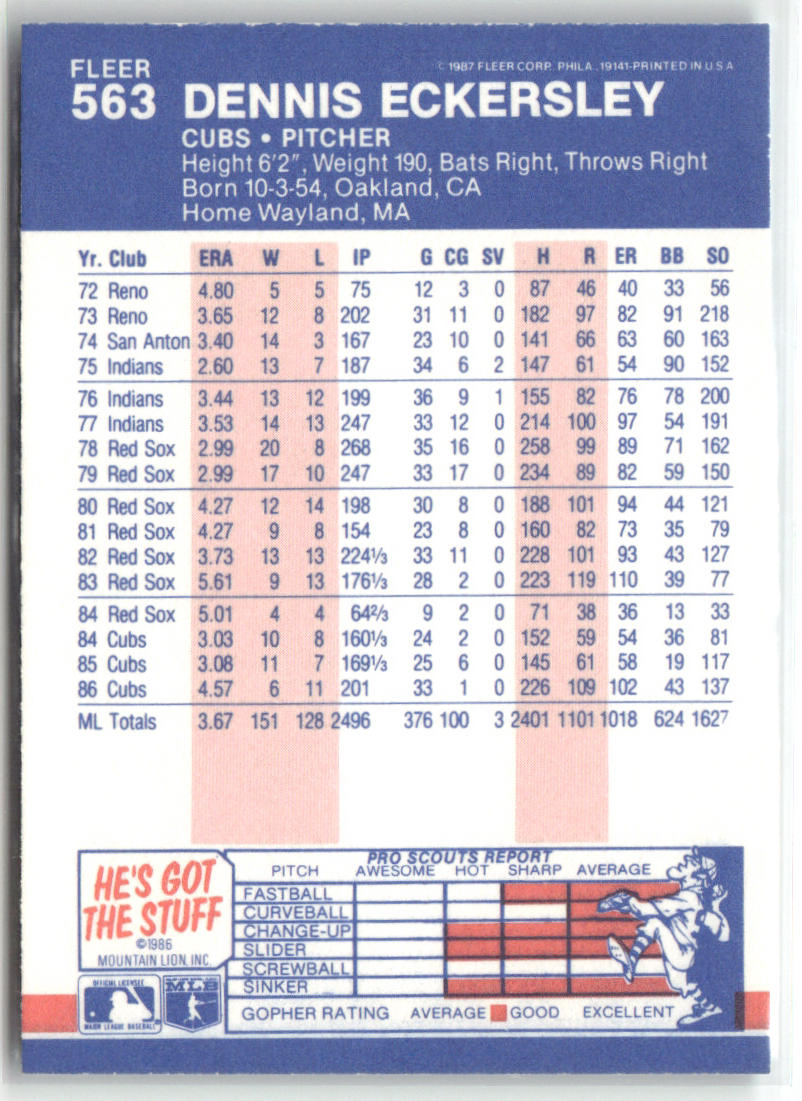 FLEER
© 1987 FLEER CORP. PHILA., 19141-PRINTED IN U S A
563 DENNIS ECKERSLEY
CUBS • PITCHER
Height 6'2", Weight 190, Bats Right, Throws Right
Born 10-3-54, Oakland, CA
Home Wayland, MA
Yr. Club ERA W L IP G CG SV H R ER BB SO
72 Reno 4.80 5 5 75 12 3 0 87 46 40 33 56
73 Reno 3.65 12 8 202 31 11 0 182 97 82 91 218
74 San Anton 3.40 14 3 167 23 10 0 141 66 63 60 163
75 Indians 2.60 13 7 187 34 6 2 147 61 54 90 152
76 Indians 3.44 13 12 199 36 9 1 155 82 76 78 200
77 Indians 3.53 14 13 247 33 12 0 214 100 97 54 191
78 Red Sox 2.99 20 8 268 35 16 0 258 99 89 71 162
79 Red Sox 2.99 17 10 247 33 17 0 234 89 82 59 150
80 Red Sox 4.27 12 14 198 30 8 0 188 101 94 44 121
81 Red Sox 4.27 9 8 154 23 8 0 160 82 73 35 79
82 Red Sox 3.73 13 13 224⅓ 33 11 0 228 101 93 43 127
83 Red Sox 5.61 9 13 176⅓ 28 2 0 223 119 110 39 77
84 Red Sox 5.01 4 4 64⅔ 9 2 0 71 38 36 13 33
84 Cubs 3.03 10 8 160⅓ 24 2 0 152 59 54 36 81
85 Cubs 3.08 11 7 169⅓ 25 6 0 145 61 58 19 117
86 Cubs 4.57 6 11 201 33 1 0 226 109 102 43 137
ML Totals 3.67 151 128 2496 376 100 3 2401 1101 1018 624 1627
HE'S GOT
THE STUFF
©1986
MOUNTAIN LION, INC.
OFFICIAL LICENSEE
MAJOR LEAGUE BASEBALL
MLB
PRO SCOUTS REPORT
PITCH AWESOME HOT SHARP AVERAGE
FASTBALL
CURVEBALL
CHANGE-UP
SLIDER
SCREWBALL
SINKER
GOPHER RATING AVERAGE GOOD EXCELLENT